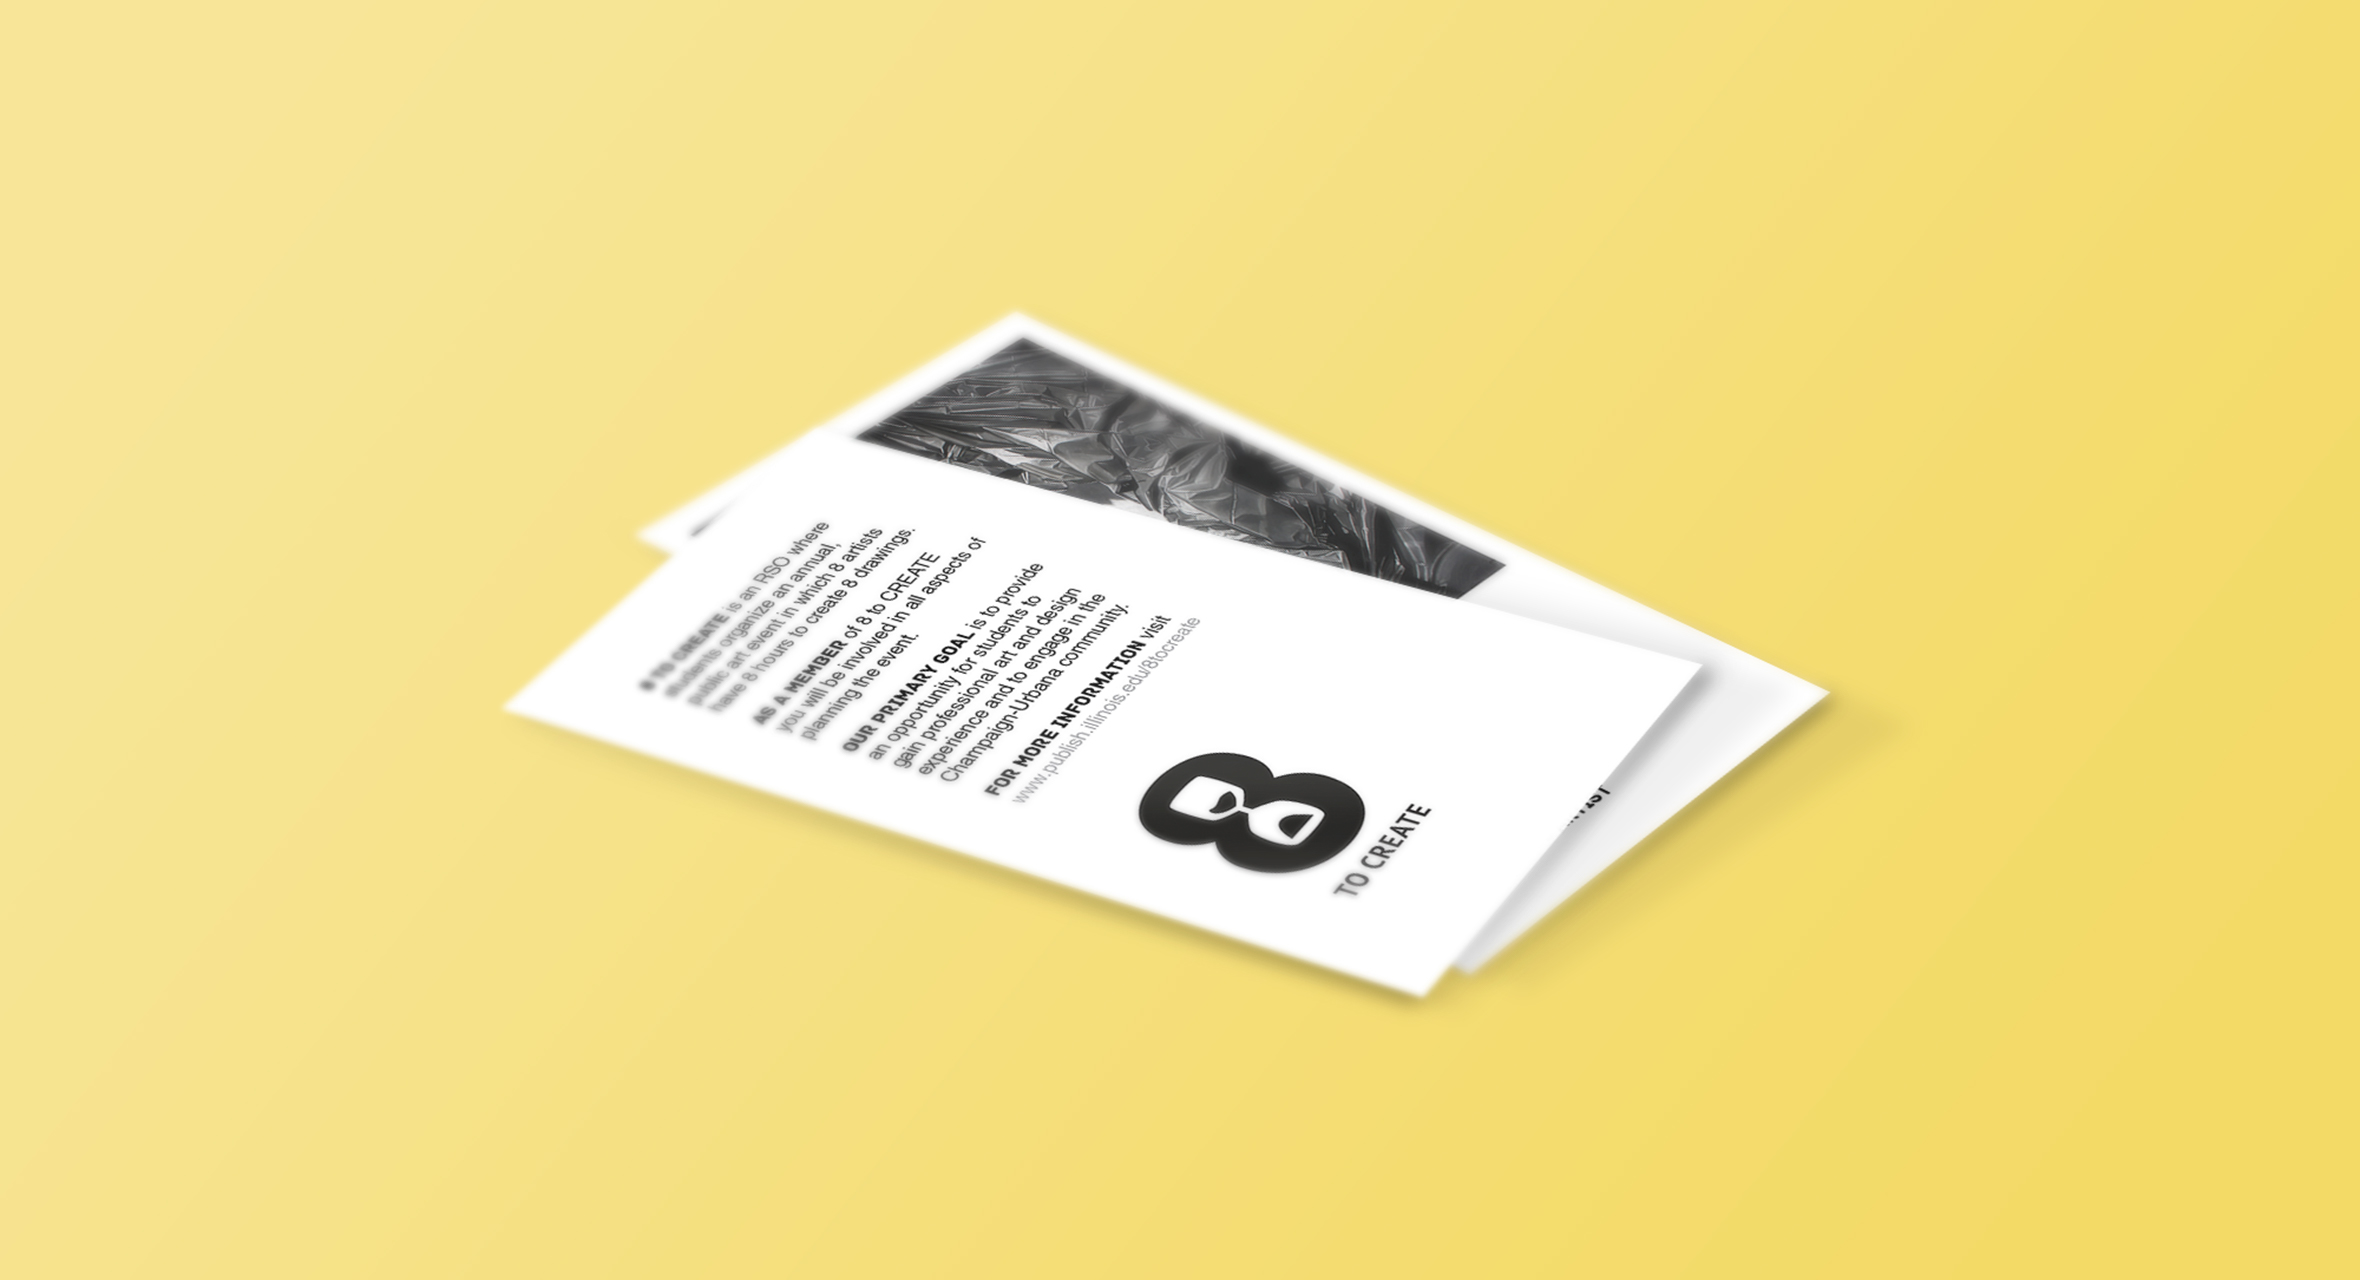 8 TO CREATE is an RSO where
students organize an annual,
public art event in which 8 artists
have 8 hours to create 8 drawings.
AS A MEMBER of 8 to CREATE
you will be involved in all aspects of
planning the event.
OUR PRIMARY GOAL is to provide
an opportunity for students to
gain professional art and design
experience and to engage in the
Champaign-Urbana community.
FOR MORE INFORMATION visit
www.publish.illinois.edu/8tocreate
8
TO CREATE